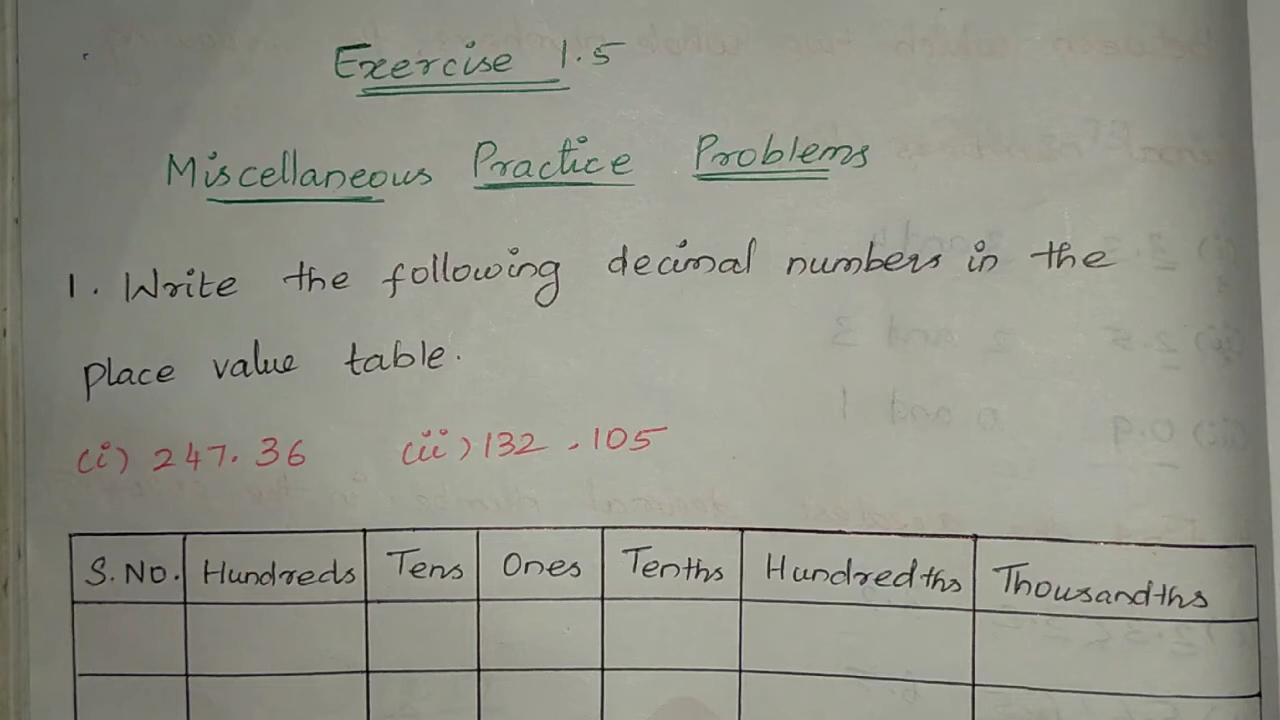 Exercise 1.5
Miscellaneous Practice Problems
1. Write the following decimal numbers in the
place value table.
(i) 247.36 (ii) 132.105
S.No. Hundreds Tens Ones Tenths Hundredths Thousandths